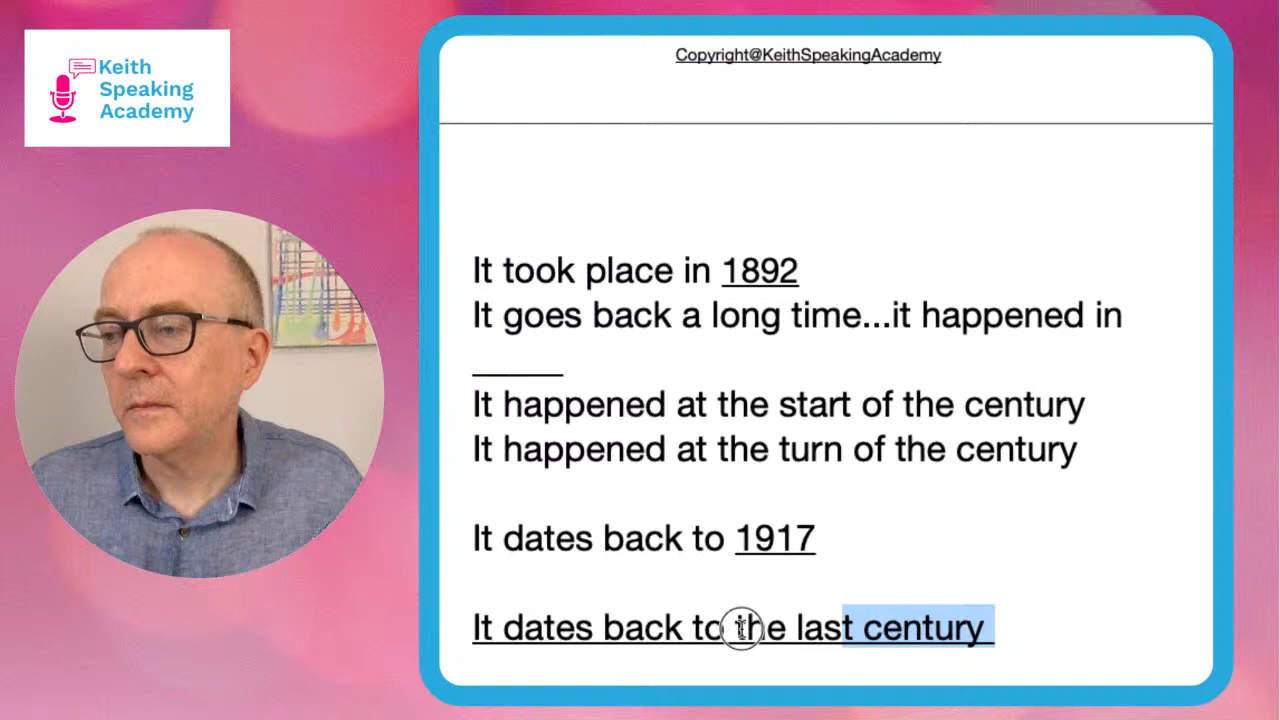 Keith
Speaking
Academy
Copyright@KeithSpeakingAcademy
It took place in 1892
It goes back a long time...it happened in
_____
It happened at the start of the century
It happened at the turn of the century
It dates back to 1917
It dates back to the last century